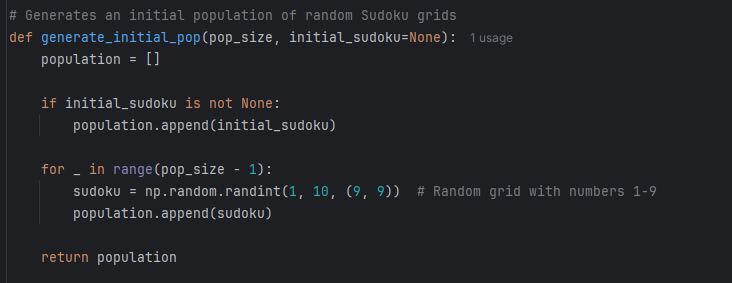 # Generates an initial population of random Sudoku grids
def generate_initial_pop(pop_size, initial_sudoku=None): 1 usage
    population = []
    if initial_sudoku is not None:
        population.append(initial_sudoku)
    for _ in range(pop_size - 1):
        sudoku = np.random.randint(1, 10, (9, 9))  # Random grid with numbers 1-9
        population.append(sudoku)
    return population